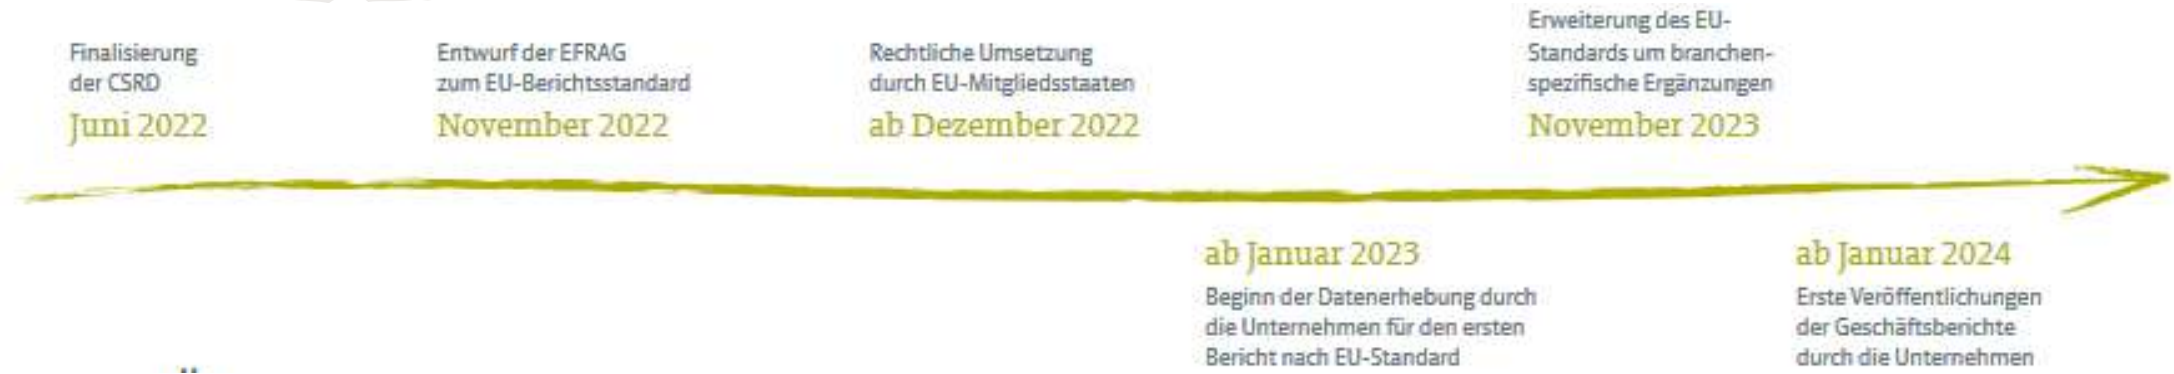 Finalisierung
der CSRD
Juni 2022
Entwurf der EFRAG
zum EU-Berichtsstandard
November 2022
Rechtliche Umsetzung
durch EU-Mitgliedsstaaten
ab Dezember 2022
Erweiterung des EU-
Standards um branchen-
spezifische Ergänzungen
November 2023
ab Januar 2023
Beginn der Datenerhebung durch
die Unternehmen für den ersten
Bericht nach EU-Standard
ab Januar 2024
Erste Veröffentlichungen
der Geschäftsberichte
durch die Unternehmen